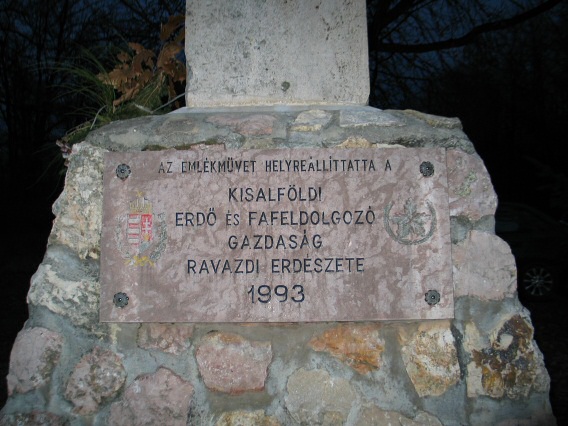 AZ EMLÉKMŰVET HELYREÁLLÍTTATTA A
KISALFÖLDI
ERDŐ ÉS FAFELDOLGOZÓ
GAZDASÁG
RAVAZDI ERDÉSZETE
1993